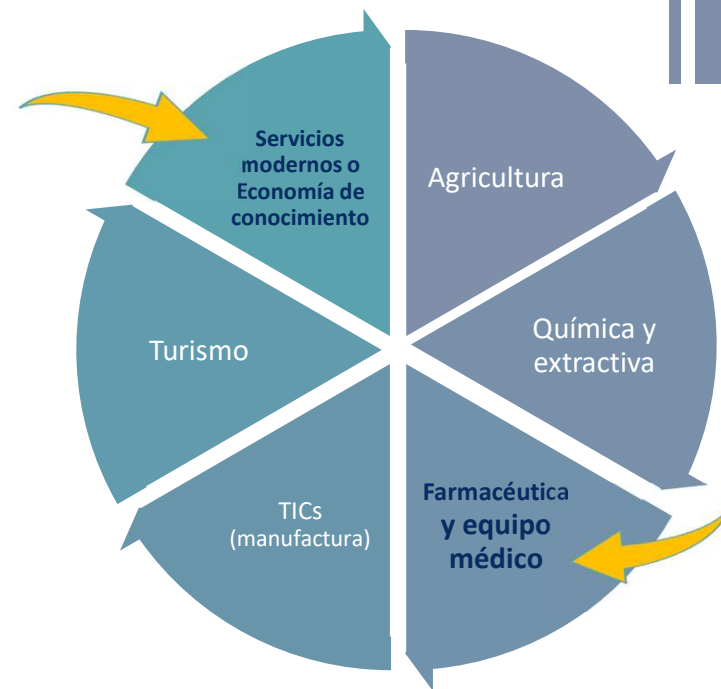 Servicios
modernos o
Economía de
conocimiento
Agricultura
Química y
extractiva
Farmacéutica
y equipo
médico
TICs
(manufactura)
Turismo